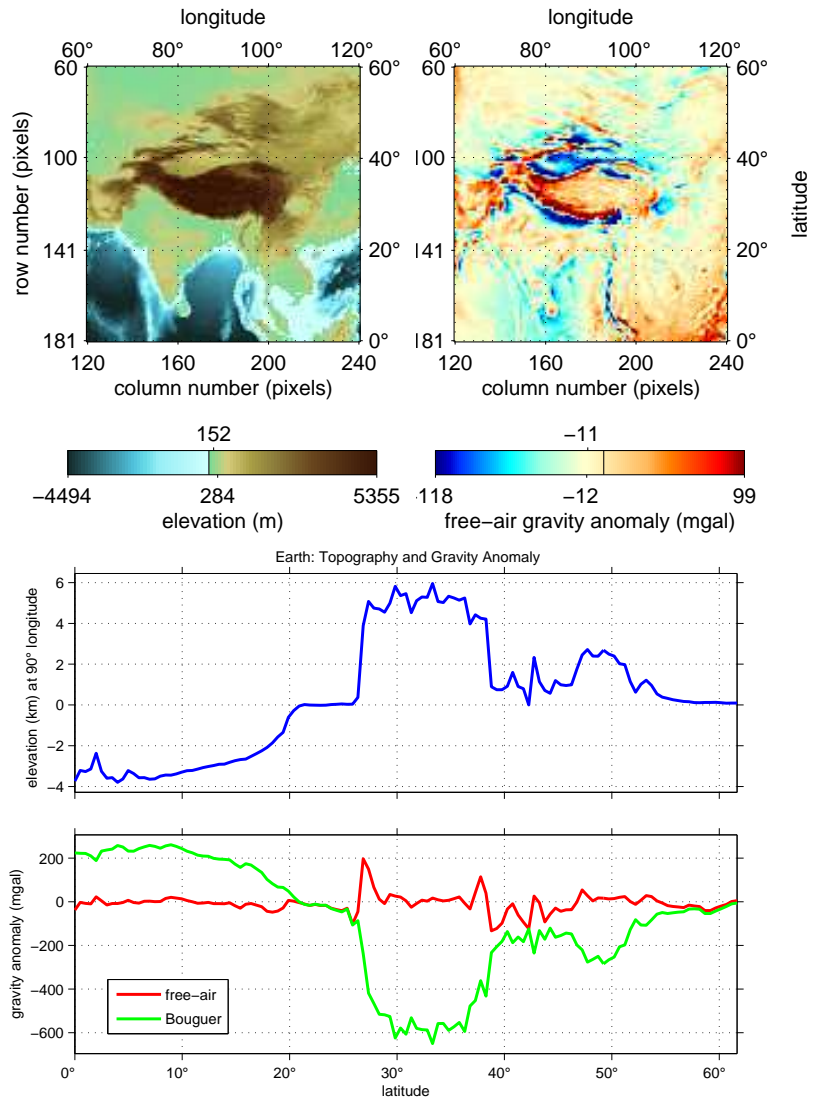 longitude longitude
60° 80° 100° 120° 60° 80° 100° 120°
60 60° 60 60°
100 40° 100 40°
141 20° 141 20°
181 0° 181 0°
row number (pixels)
latitude
120 160 200 240 120 160 200 240
column number (pixels) column number (pixels)
152 −11
−4494 284 5355 118 −12 99
elevation (m) free−air gravity anomaly (mgal)
Earth: Topography and Gravity Anomaly
6
4
2
0
−2
−4
elevation (km) at 90° longitude
200
0
−200
−400
−600
gravity anomaly (mgal)
free−air
Bouguer
0° 10° 20° 30° 40° 50° 60°
latitude